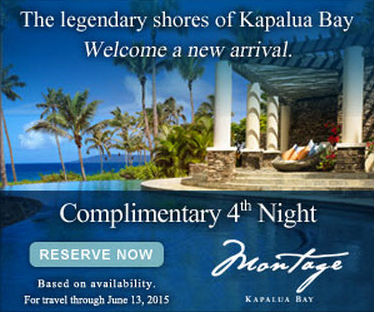 The legendary shores of Kapalua Bay
Welcome a new arrival.
Complimentary 4th Night
RESERVE NOW
Based on availability.
For travel through June 13, 2015
Montage
KAPALUA BAY